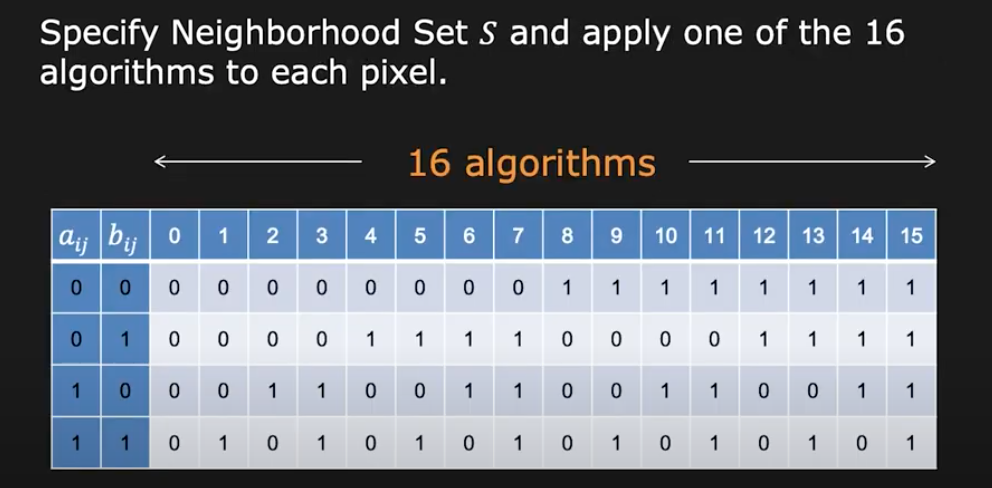 Specify Neighborhood Set S and apply one of the 16
algorithms to each pixel.
16 algorithms
aij bij 0 1 2 3 4 5 6 7 8 9 10 11 12 13 14 15
0 0 0 0 0 0 0 0 0 0 1 1 1 1 1 1 1 1
0 1 0 0 0 0 1 1 1 1 0 0 0 0 1 1 1 1
1 0 0 0 1 1 0 0 1 1 0 0 1 1 0 0 1 1
1 1 0 1 0 1 0 1 0 1 0 1 0 1 0 1 0 1